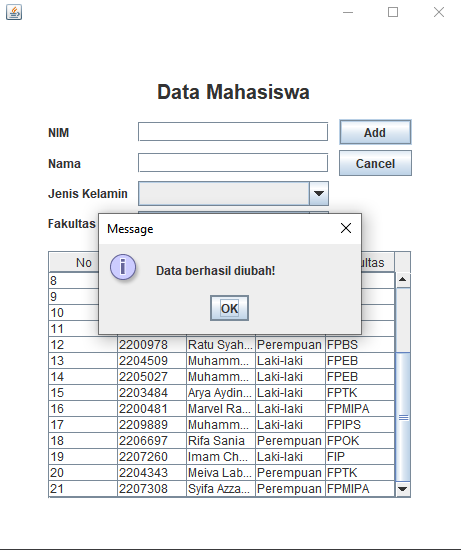 Data Mahasiswa
NIM
Add
Nama
Cancel
Jenis Kelamin
Fakultas
Message
Data berhasil diubah!
OK
No
8
9
10
11
12 2200978 Ratu Syah... Perempuan FPBS
13 2204509 Muhamm... Laki-laki FPEB
14 2205027 Muhamm... Laki-laki FPEB
15 2203484 Arya Aydin... Laki-laki FPTK
16 2200481 Marvel Ra... Laki-laki FPMIPA
17 2209889 Muhamm... Laki-laki FPIPS
18 2206697 Rifa Sania Perempuan FPOK
19 2207260 Imam Ch... Laki-laki FIP
20 2204343 Meiva Lab... Perempuan FPTK
21 2207308 Syifa Azza... Perempuan FPMIPA